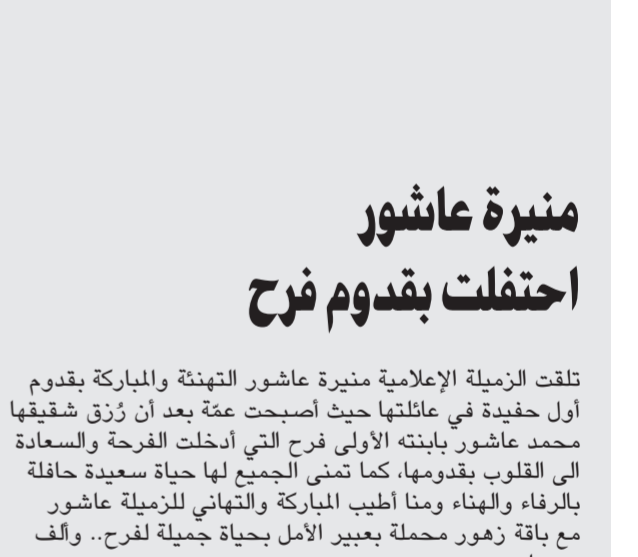 منيرة عاشور
احتفلت بقدوم فرح
تلقت الزميلة الإعلامية منيرة عاشور التهنئة والمباركة بقدوم
أول حفيدة في عائلتها حيث أصبحت عمّة بعد أن رُزق شقيقها
محمد عاشور بابنته الأولى فرح التي أدخلت الفرحة والسعادة
الى القلوب بقدومها، كما تمنى الجميع لها حياة سعيدة حافلة
بالرفاء والهناء ومنا أطيب المباركة والتهاني للزميلة عاشور
مع باقة زهور محملة بعبير الأمل بحياة جميلة لفرح.. وألف